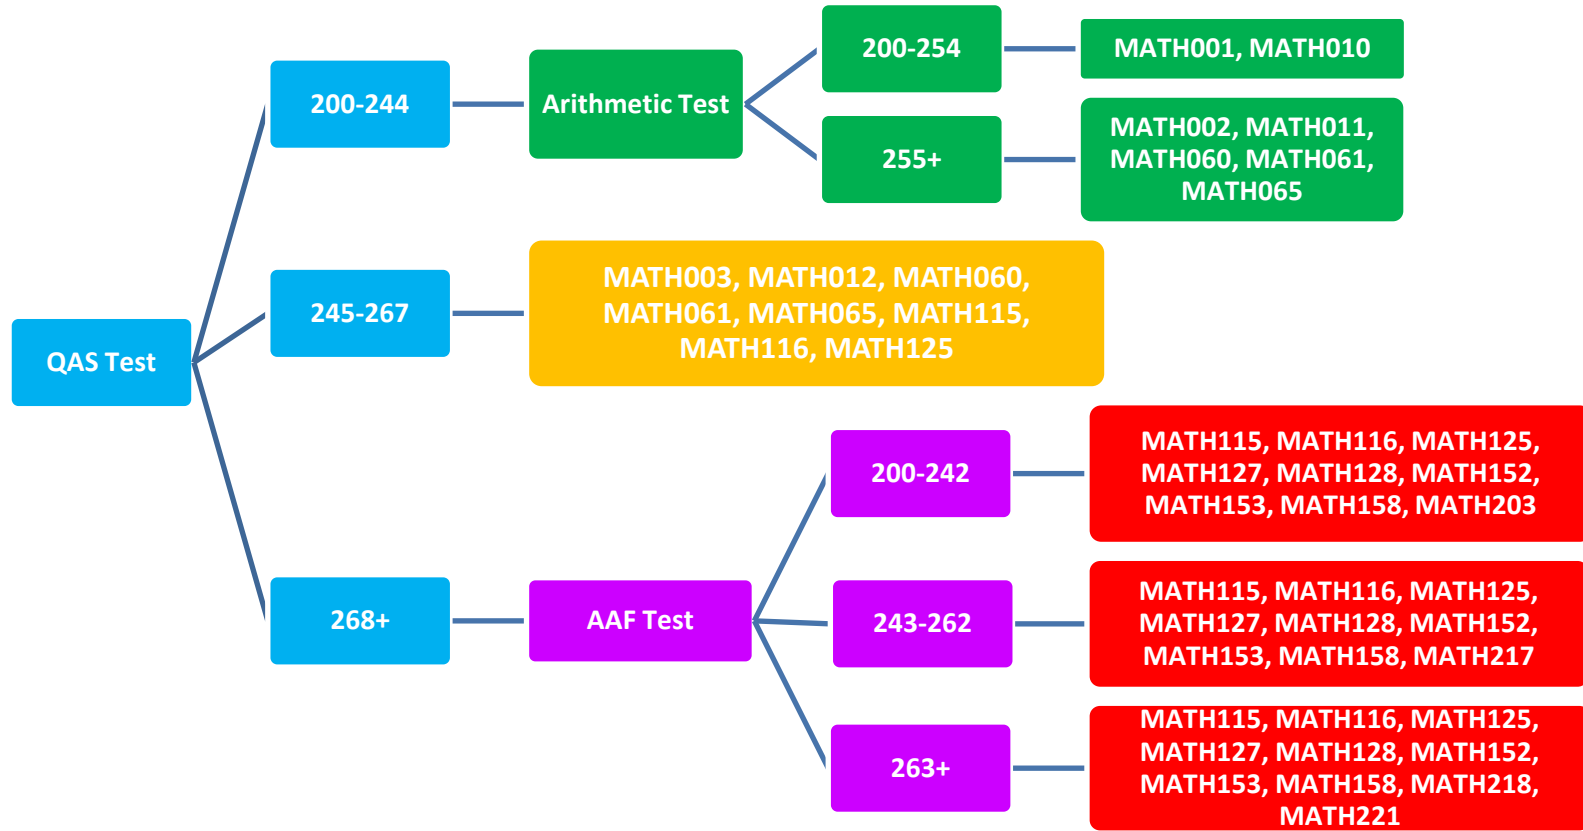 QAS Test
200-244
Arithmetic Test
200-254
MATH001, MATH010
255+
MATH002, MATH011,
MATH060, MATH061,
MATH065
245-267
MATH003, MATH012, MATH060,
MATH061, MATH065, MATH115,
MATH116, MATH125
268+
AAF Test
200-242
MATH115, MATH116, MATH125,
MATH127, MATH128, MATH152,
MATH153, MATH158, MATH203
243-262
MATH115, MATH116, MATH125,
MATH127, MATH128, MATH152,
MATH153, MATH158, MATH217
263+
MATH115, MATH116, MATH125,
MATH127, MATH128, MATH152,
MATH153, MATH158, MATH218,
MATH221